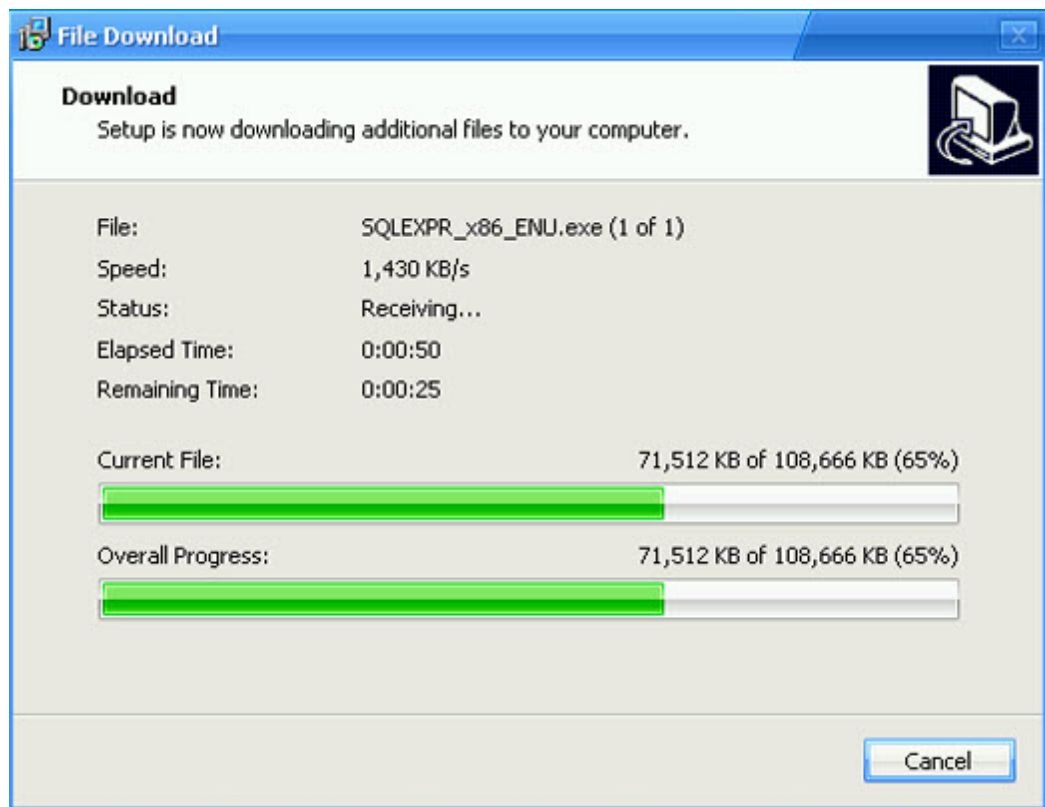 File Download
Download
Setup is now downloading additional files to your computer.
File: SQLEXPR_x86_ENU.exe (1 of 1)
Speed: 1,430 KB/s
Status: Receiving...
Elapsed Time: 0:00:50
Remaining Time: 0:00:25
Current File: 71,512 KB of 108,666 KB (65%)
Overall Progress: 71,512 KB of 108,666 KB (65%)
Cancel